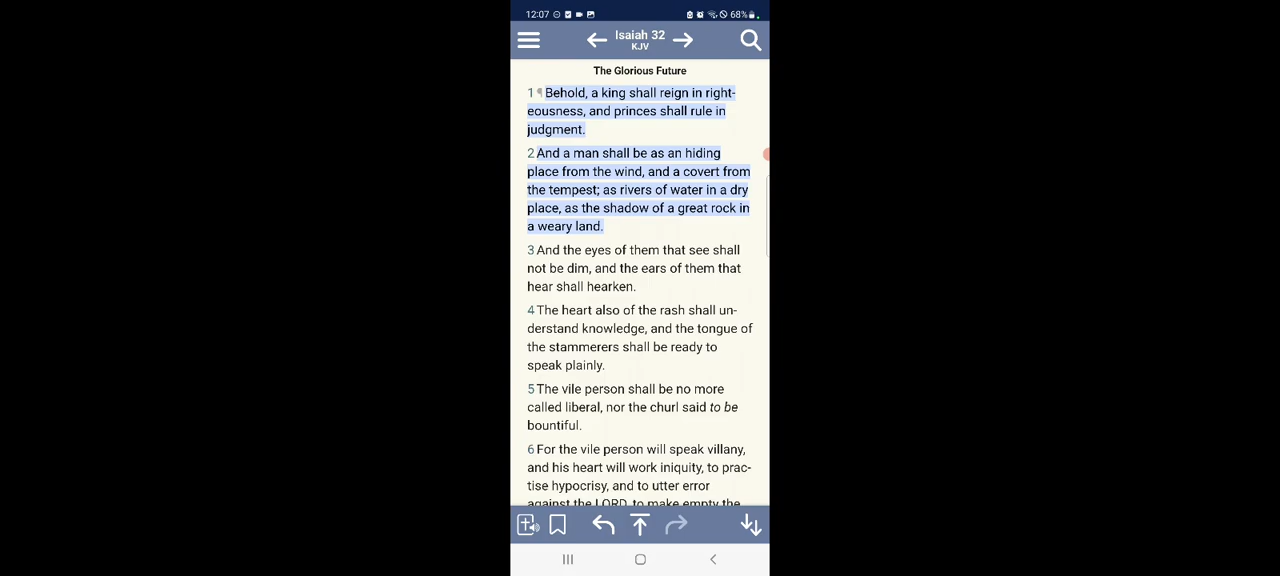 12:07
68%
Isaiah 32
KJV
The Glorious Future
1 ¶ Behold, a king shall reign in right-
eousness, and princes shall rule in
judgment.
2 And a man shall be as an hiding
place from the wind, and a covert from
the tempest; as rivers of water in a dry
place, as the shadow of a great rock in
a weary land.
3 And the eyes of them that see shall
not be dim, and the ears of them that
hear shall hearken.
4 The heart also of the rash shall un-
derstand knowledge, and the tongue of
the stammerers shall be ready to
speak plainly.
5 The vile person shall be no more
called liberal, nor the churl said to be
bountiful.
6 For the vile person will speak villany,
and his heart will work iniquity, to prac-
tise hypocrisy, and to utter error
against the LORD, to make empty the